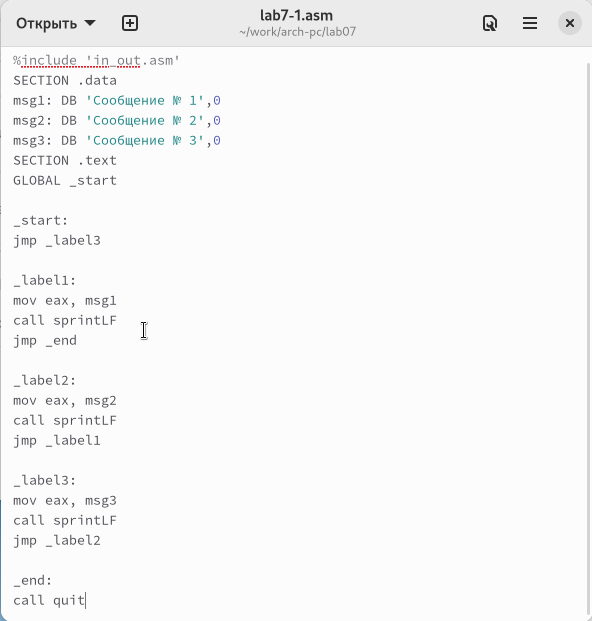 Открыть
lab7-1.asm
~/work/arch-pc/lab07
%include 'in_out.asm'
SECTION .data
msg1: DB 'Сообщение № 1',0
msg2: DB 'Сообщение № 2',0
msg3: DB 'Сообщение № 3',0
SECTION .text
GLOBAL _start
_start:
jmp _label3
_label1:
mov eax, msg1
call sprintLF
jmp _end
_label2:
mov eax, msg2
call sprintLF
jmp _label1
_label3:
mov eax, msg3
call sprintLF
jmp _label2
_end:
call quit